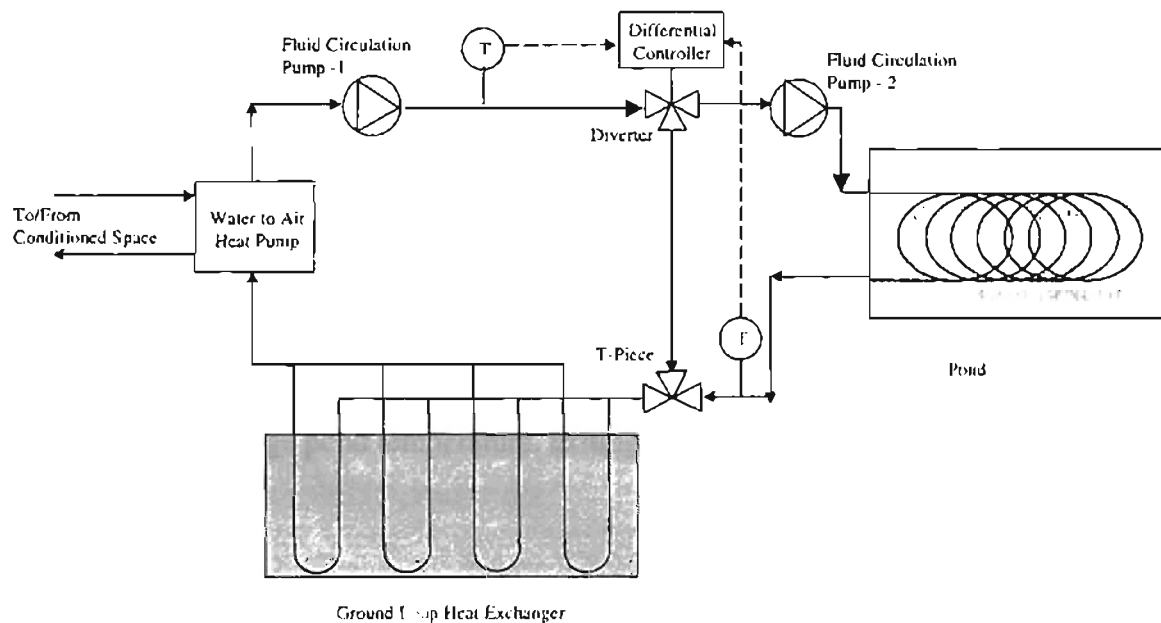 Fluid Circulation
Pump -1
T
Differential
Controller
Fluid Circulation
Pump - 2
Diverter
To/From
Conditioned Space
Water to Air
Heat Pump
T-Piece
Pond
Ground Heat Exchanger